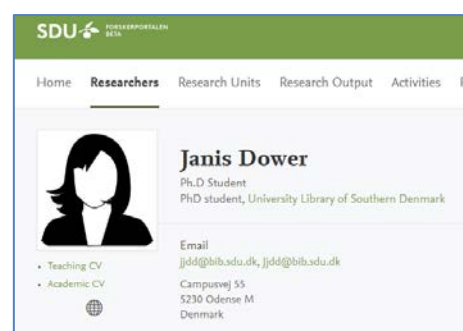 SDU FORSKERPORTALEN
BETA
Home Researchers Research Units Research Output Activities
Janis Dower
Ph.D Student
PhD student, University Library of Southern Denmark
Email
jjdd@bib.sdu.dk, jjdd@bib.sdu.dk
Teaching CV
Academic CV
Campusvej 55
5230 Odense M
Denmark